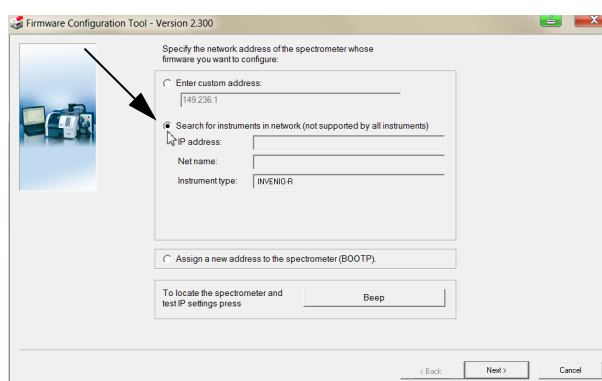 Firmware Configuration Tool - Version 2.300
Specify the network address of the spectrometer whose
firmware you want to configure:
Enter custom address:
149.236.1
Search for instruments in network (not supported by all instruments)
IP address:
Net name:
Instrument type: INVENIO-R
Assign a new address to the spectrometer (BOOTP).
To locate the spectrometer and
test IP settings press
Beep
< Back Next > Cancel